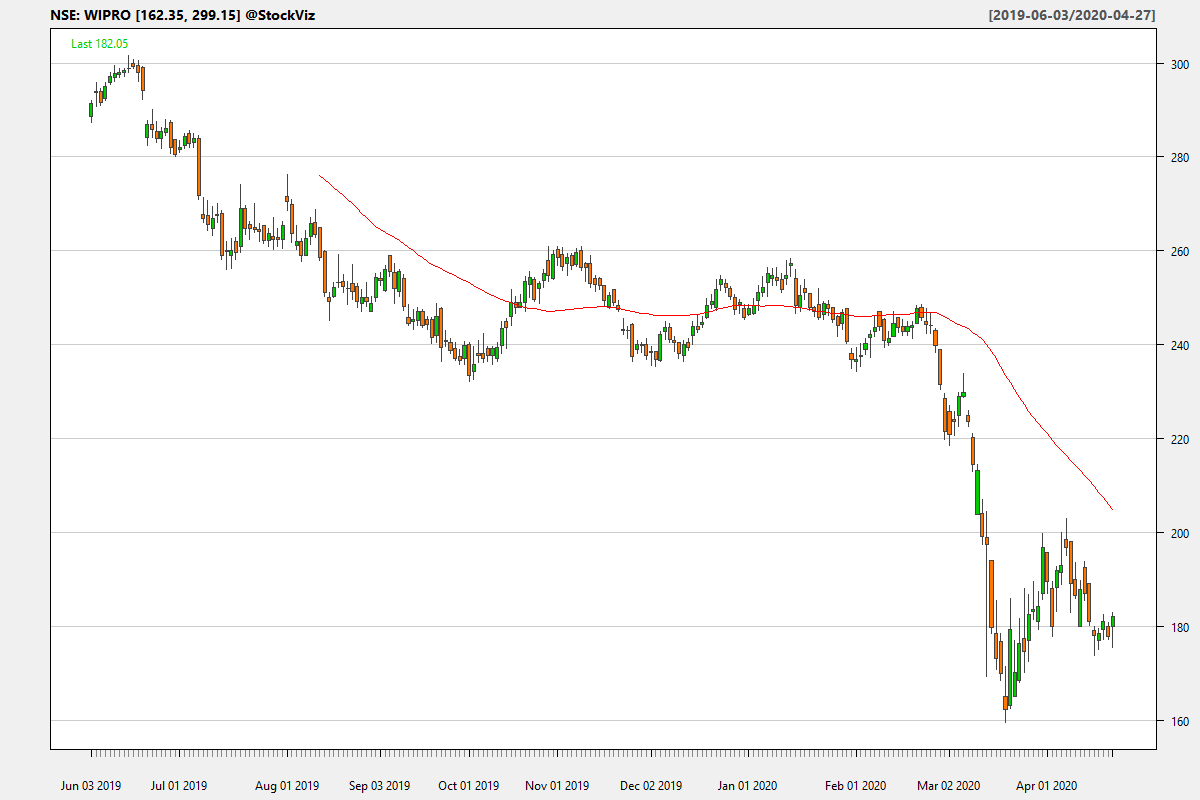 NSE: WIPRO [162.35, 299.15] @StockViz [2019-06-03/2020-04-27]
Last 182.05
300
280
260
240
220
200
180
160
Jun 03 2019 Jul 01 2019 Aug 01 2019 Sep 03 2019 Oct 01 2019 Nov 01 2019 Dec 02 2019 Jan 01 2020 Feb 01 2020 Mar 02 2020 Apr 01 2020